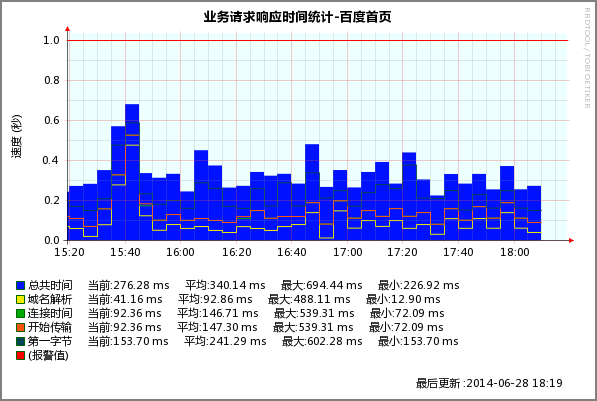 业务请求响应时间统计-百度首页
RRDTOOL / TOBI OETIKER
速度 (秒)
1.0
0.8
0.6
0.4
0.2
0.0
15:20 15:40 16:00 16:20 16:40 17:00 17:20 17:40 18:00
总共时间 当前:276.28 ms 平均:340.14 ms 最大:694.44 ms 最小:226.92 ms
域名解析 当前:41.16 ms 平均:92.86 ms 最大:488.11 ms 最小:12.90 ms
连接时间 当前:92.36 ms 平均:146.71 ms 最大:539.31 ms 最小:72.09 ms
开始传输 当前:92.36 ms 平均:147.30 ms 最大:539.31 ms 最小:72.09 ms
第一字节 当前:153.70 ms 平均:241.29 ms 最大:602.28 ms 最小:153.70 ms
(报警值)
最后更新 :2014-06-28 18:19